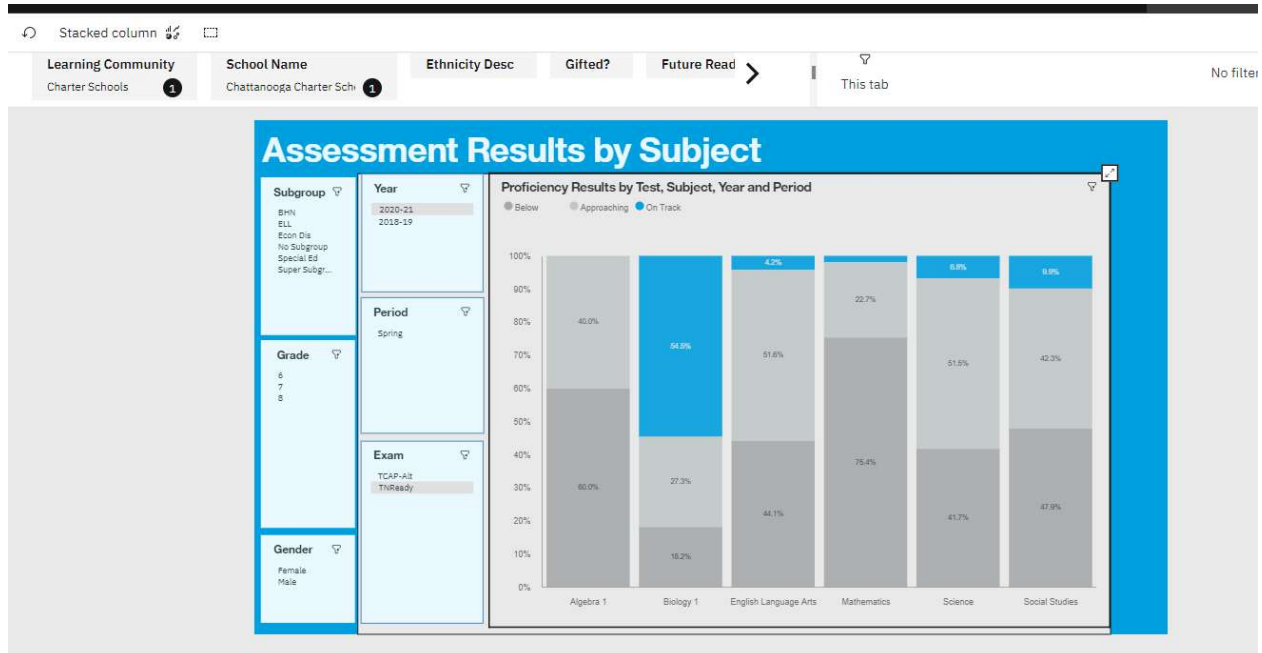 Stacked column
Learning Community
Charter Schools 1
School Name
Chattanooga Charter Sch 1
Ethnicity Desc
Gifted?
Future Read
This tab
No filter
Assessment Results by Subject
Subgroup
BHN
ELL
Econ Dis
No Subgroup
Special Ed
Super Subgr...
Grade
6
7
8
Gender
Female
Male
Year
2020-21
2018-19
Period
Spring
Exam
TCAP-Alt
TNReady
Proficiency Results by Test, Subject, Year and Period
Below Approaching On Track
100%
90%
80%
70%
60%
50%
40%
30%
20%
10%
0%
40.0%
60.0%
54.5%
27.3%
18.2%
4.2%
51.6%
44.1%
22.7%
75.4%
6.8%
51.5%
41.7%
9.9%
42.3%
47.9%
Algebra 1 Biology 1 English Language Arts Mathematics Science Social Studies